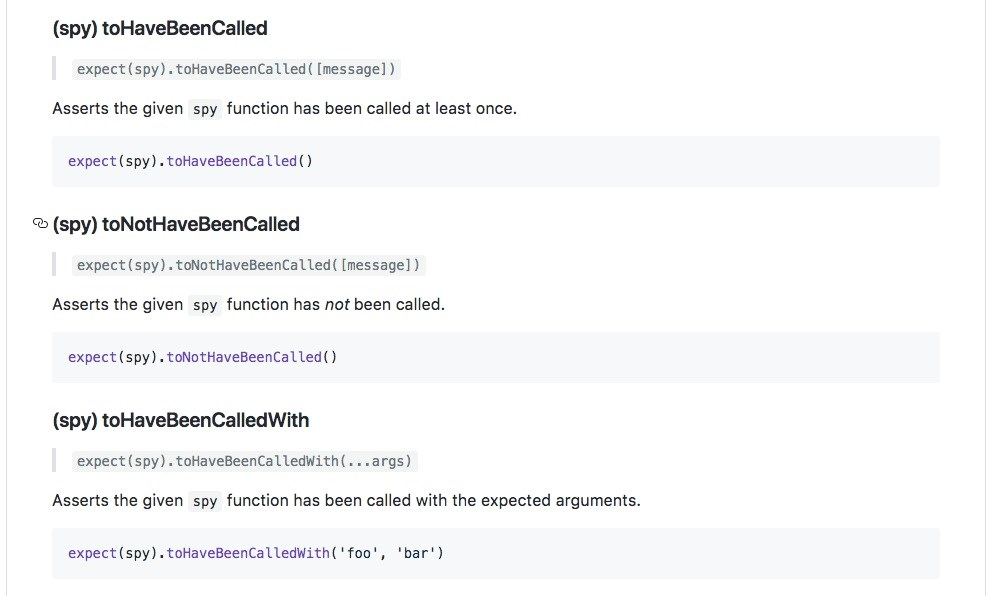 (spy) toHaveBeenCalled
expect(spy).toHaveBeenCalled([message])
Asserts the given spy function has been called at least once.
expect(spy).toHaveBeenCalled()
(spy) toNotHaveBeenCalled
expect(spy).toNotHaveBeenCalled([message])
Asserts the given spy function has not been called.
expect(spy).toNotHaveBeenCalled()
(spy) toHaveBeenCalledWith
expect(spy).toHaveBeenCalledWith(...args)
Asserts the given spy function has been called with the expected arguments.
expect(spy).toHaveBeenCalledWith('foo', 'bar')